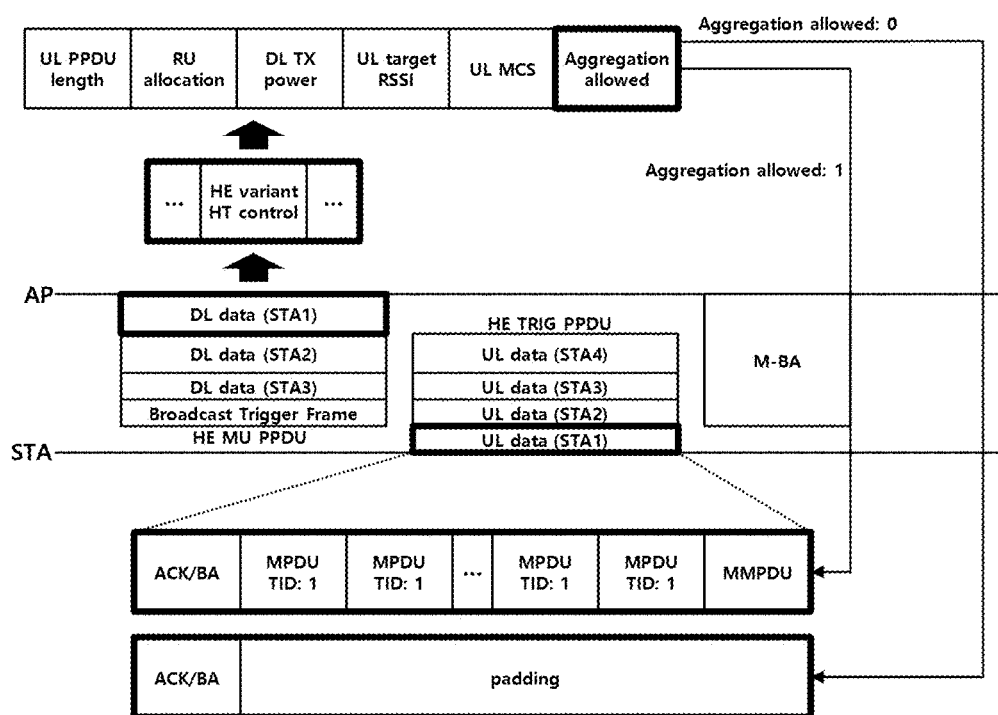 Aggregation allowed: 0
UL PPDU
length
RU
allocation
DL TX
power
UL target
RSSI
UL MCS
Aggregation
allowed
Aggregation allowed: 1
...
HE variant
HT control
...
AP
DL data (STA1)
HE TRIG PPDU
DL data (STA2)
UL data (STA4)
M-BA
DL data (STA3)
UL data (STA3)
Broadcast Trigger Frame
UL data (STA2)
HE MU PPDU
UL data (STA1)
STA
ACK/BA
MPDU
TID: 1
MPDU
TID: 1
...
MPDU
TID: 1
MPDU
TID: 1
MMPDU
ACK/BA
padding